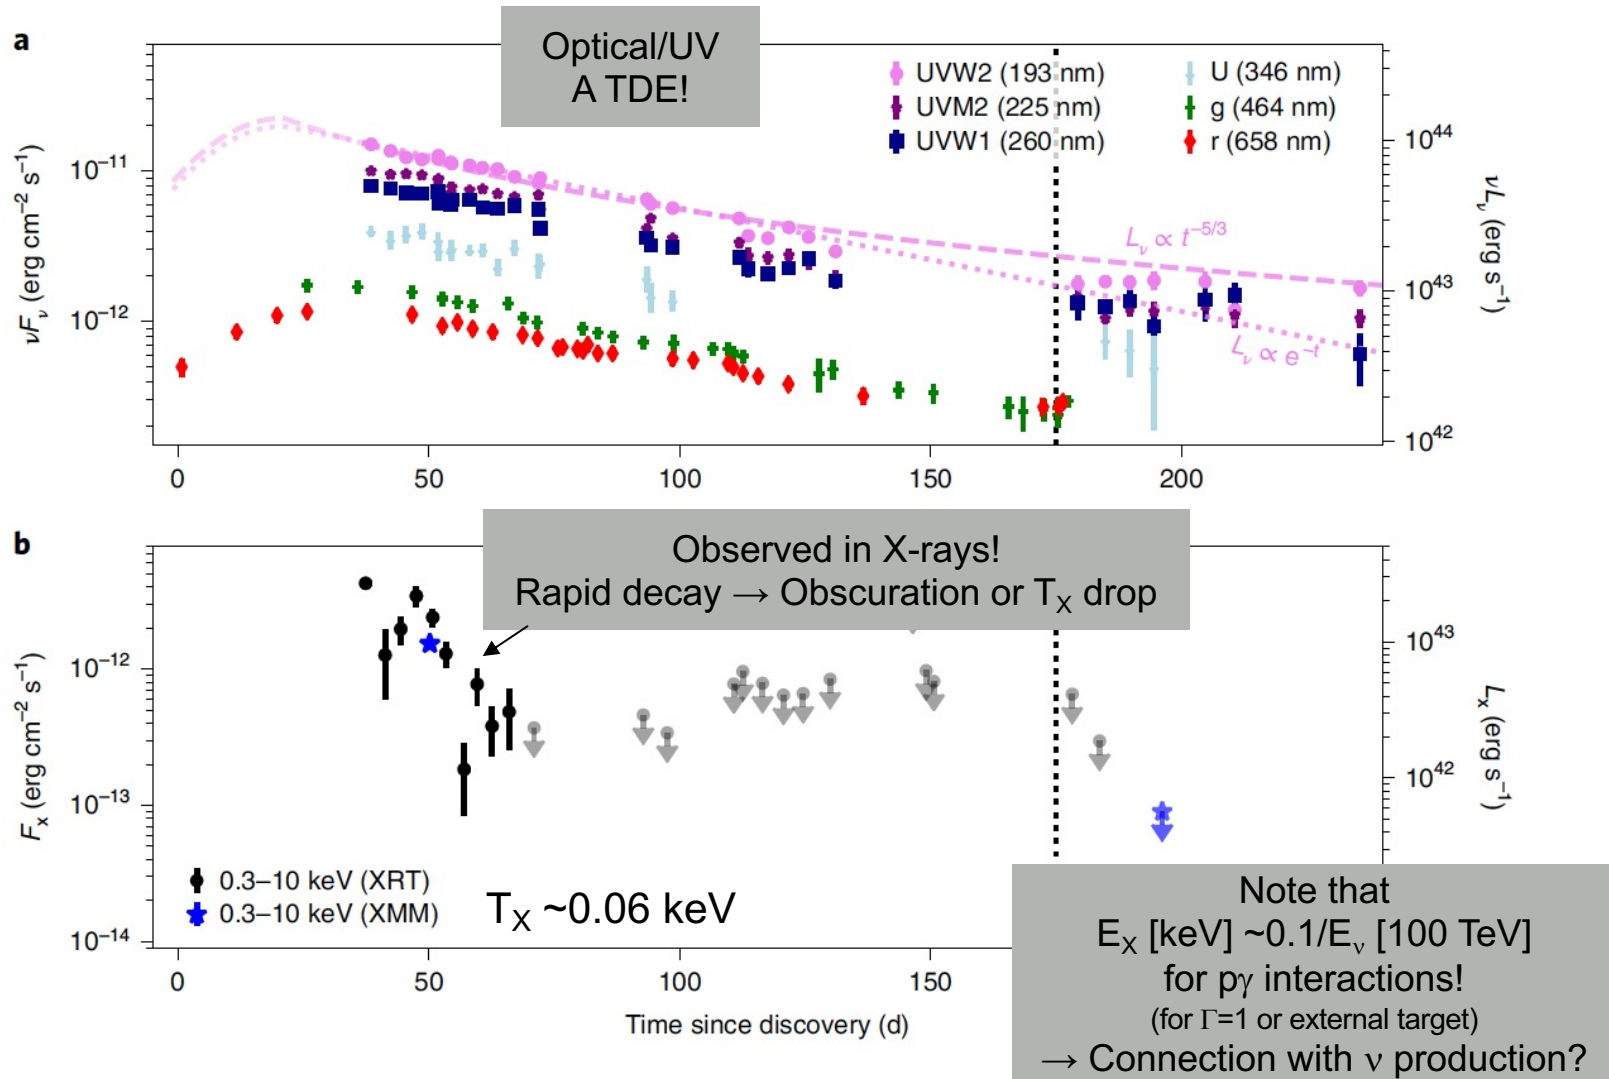 a
Optical/UV
A TDE!
UVW2 (193 nm)
UVM2 (225 nm)
UVW1 (260 nm)
U (346 nm)
g (464 nm)
r (658 nm)
νFν (erg cm−2 s−1)
10−11
10−12
1044
1043
1042
νLν (erg s−1)
Lν ∝ t−5/3
Lν ∝ e−t
0
50
100
150
200
b
Observed in X-rays!
Rapid decay → Obscuration or TX drop
Fx (erg cm−2 s−1)
10−12
10−13
10−14
1043
1042
Lx (erg s−1)
0.3–10 keV (XRT)
0.3–10 keV (XMM)
TX ~0.06 keV
0
50
100
150
Time since discovery (d)
Note that
EX [keV] ~0.1/Eν [100 TeV]
for pγ interactions!
(for Γ=1 or external target)
→ Connection with ν production?